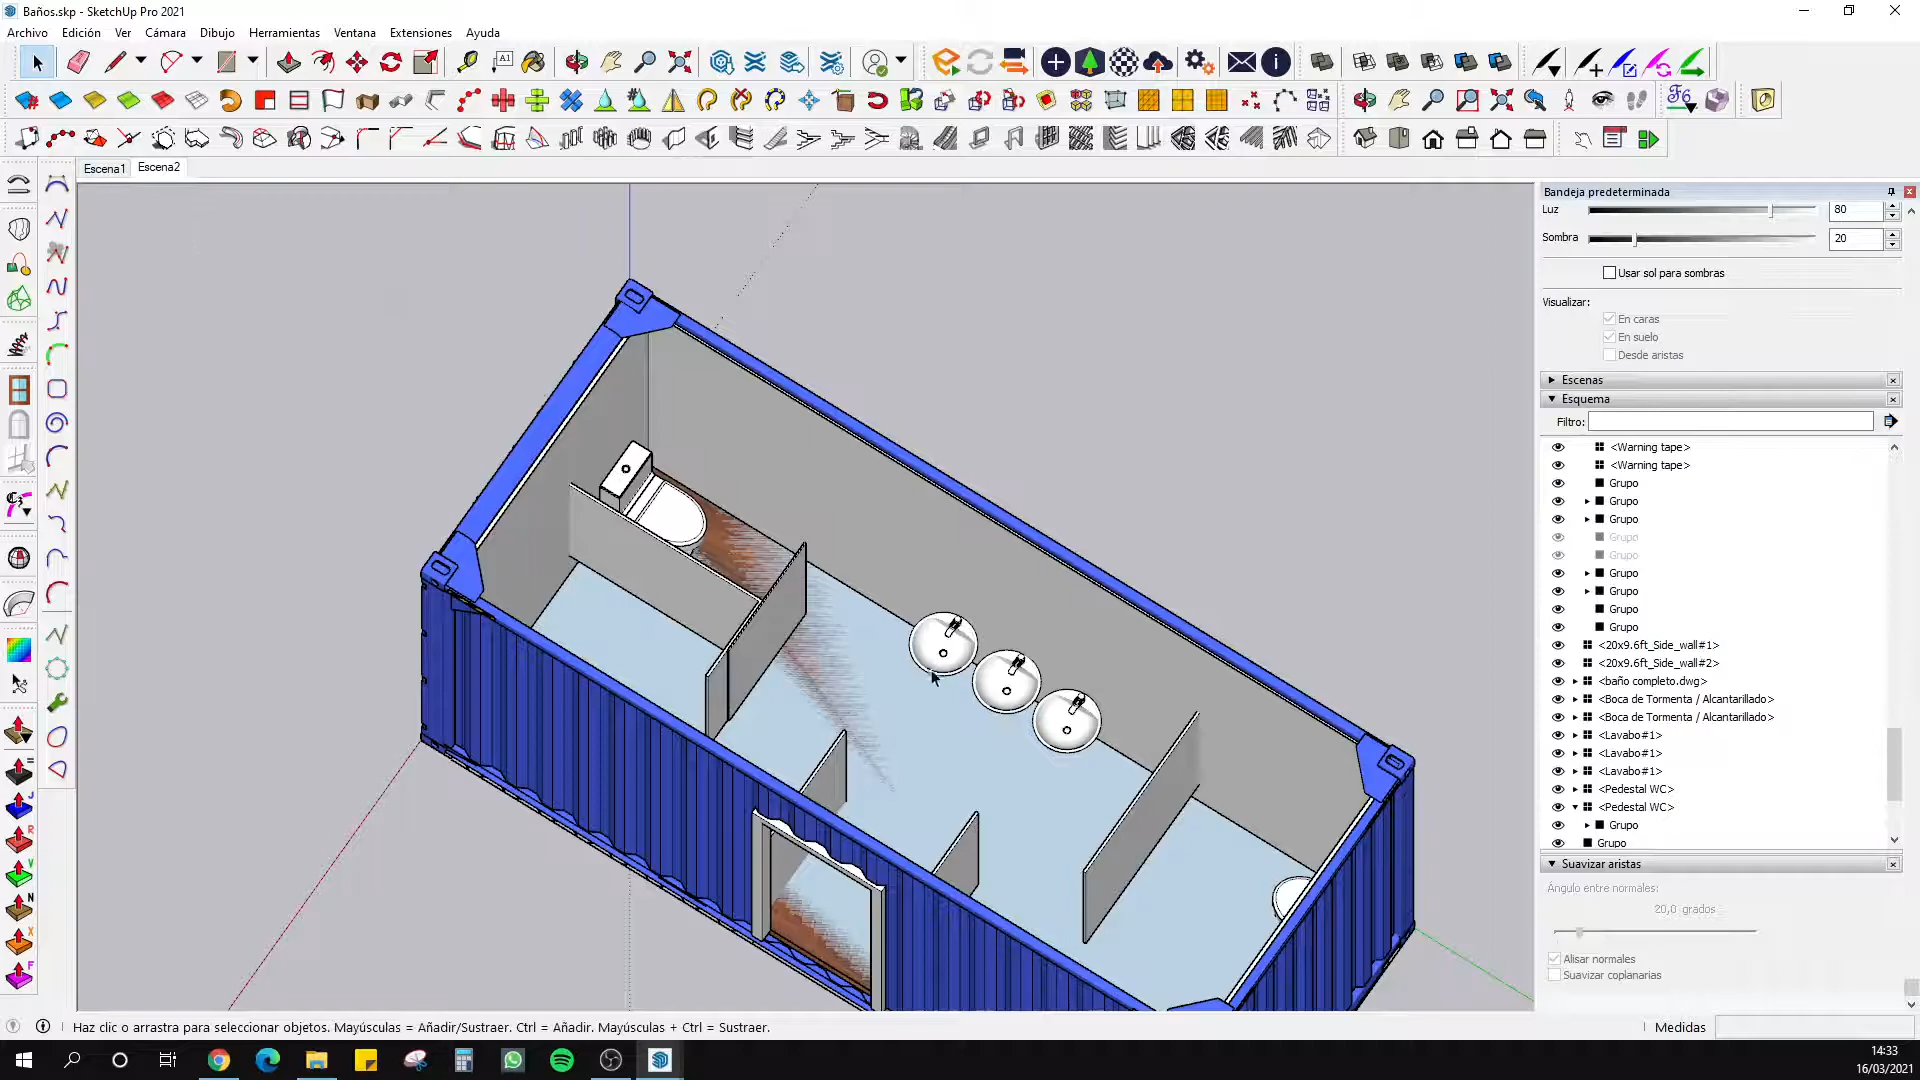 Baños.skp - SketchUp Pro 2021
Archivo Edición Ver Cámara Dibujo Herramientas Ventana Extensiones Ayuda
Escena1 Escena2
Bandeja predeterminada
Luz 80
Sombra 20
Usar sol para sombras
Visualizar:
En caras
En suelo
Desde aristas
Escenas
Esquema
Filtro:
<Warning tape>
<Warning tape>
Grupo
Grupo
Grupo
Grupo
Grupo
Grupo
Grupo
Grupo
Grupo
<20x9.6ft_Side_wall#1>
<20x9.6ft_Side_wall#2>
<baño completo.dwg>
<Boca de Tormenta / Alcantarillado>
<Boca de Tormenta / Alcantarillado>
<Lavabo#1>
<Lavabo#1>
<Lavabo#1>
<Pedestal WC>
<Pedestal WC>
Grupo
Grupo
Suavizar aristas
Ángulo entre normales:
20,0 grados
Alisar normales
Suavizar coplanarias
Haz clic o arrastra para seleccionar objetos. Mayúsculas = Añadir/Sustraer. Ctrl = Añadir. Mayúsculas + Ctrl = Sustraer.
Medidas
14:33
16/03/2021